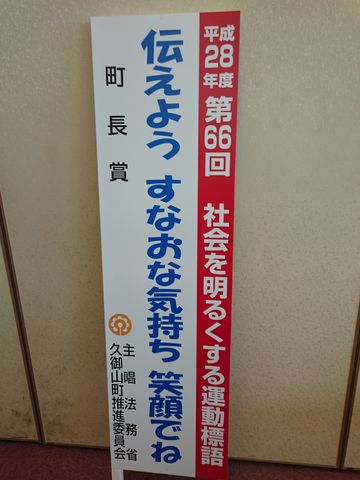 平成28年度 第66回 社会を明るくする運動標語
伝えよう すなおな気持ち 笑顔でね
町長賞
主唱法務省
久御山町推進委員会